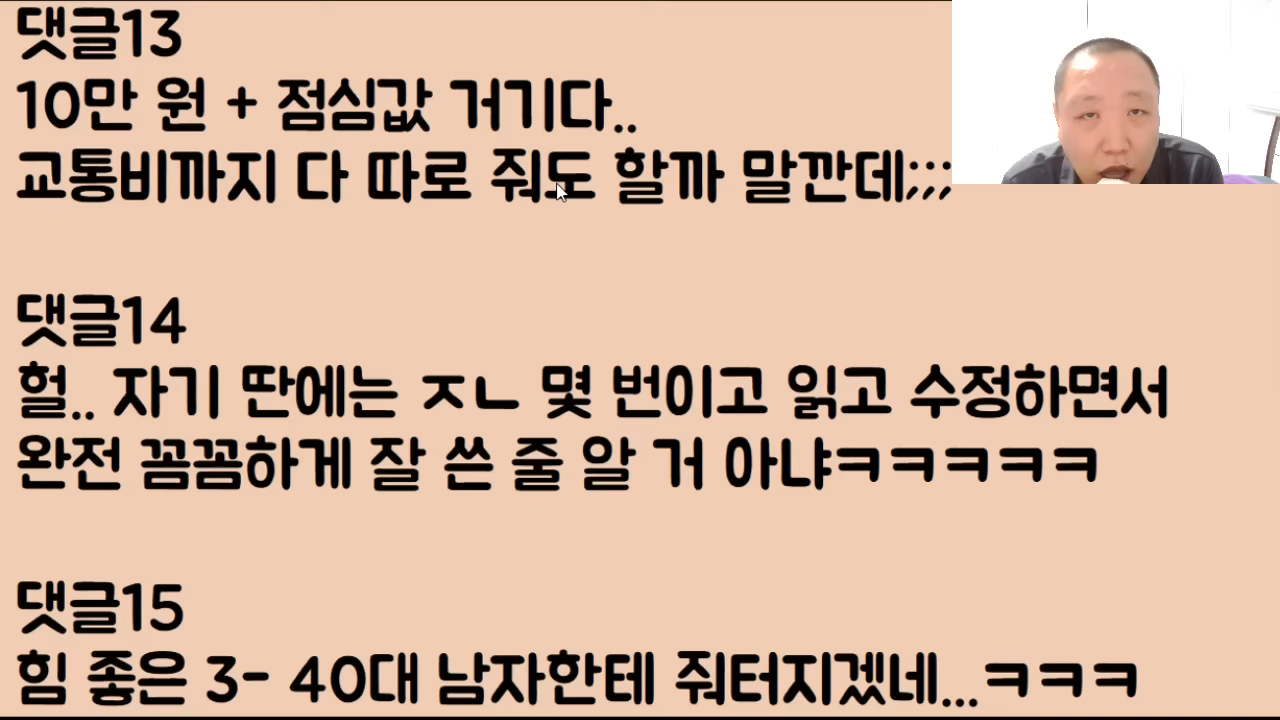 댓글13
10만 원 + 점심값 거기다..
교통비까지 다 따로 줘도 할까 말깐데;;;
댓글14
헐.. 자기 딴에는 ㅈㄴ 몇 번이고 읽고 수정하면서
완전 꼼꼼하게 잘 쓴 줄 알 거 아냐ㅋㅋㅋㅋㅋ
댓글15
힘 좋은 3- 40대 남자한테 줘터지겠네...ㅋㅋㅋ